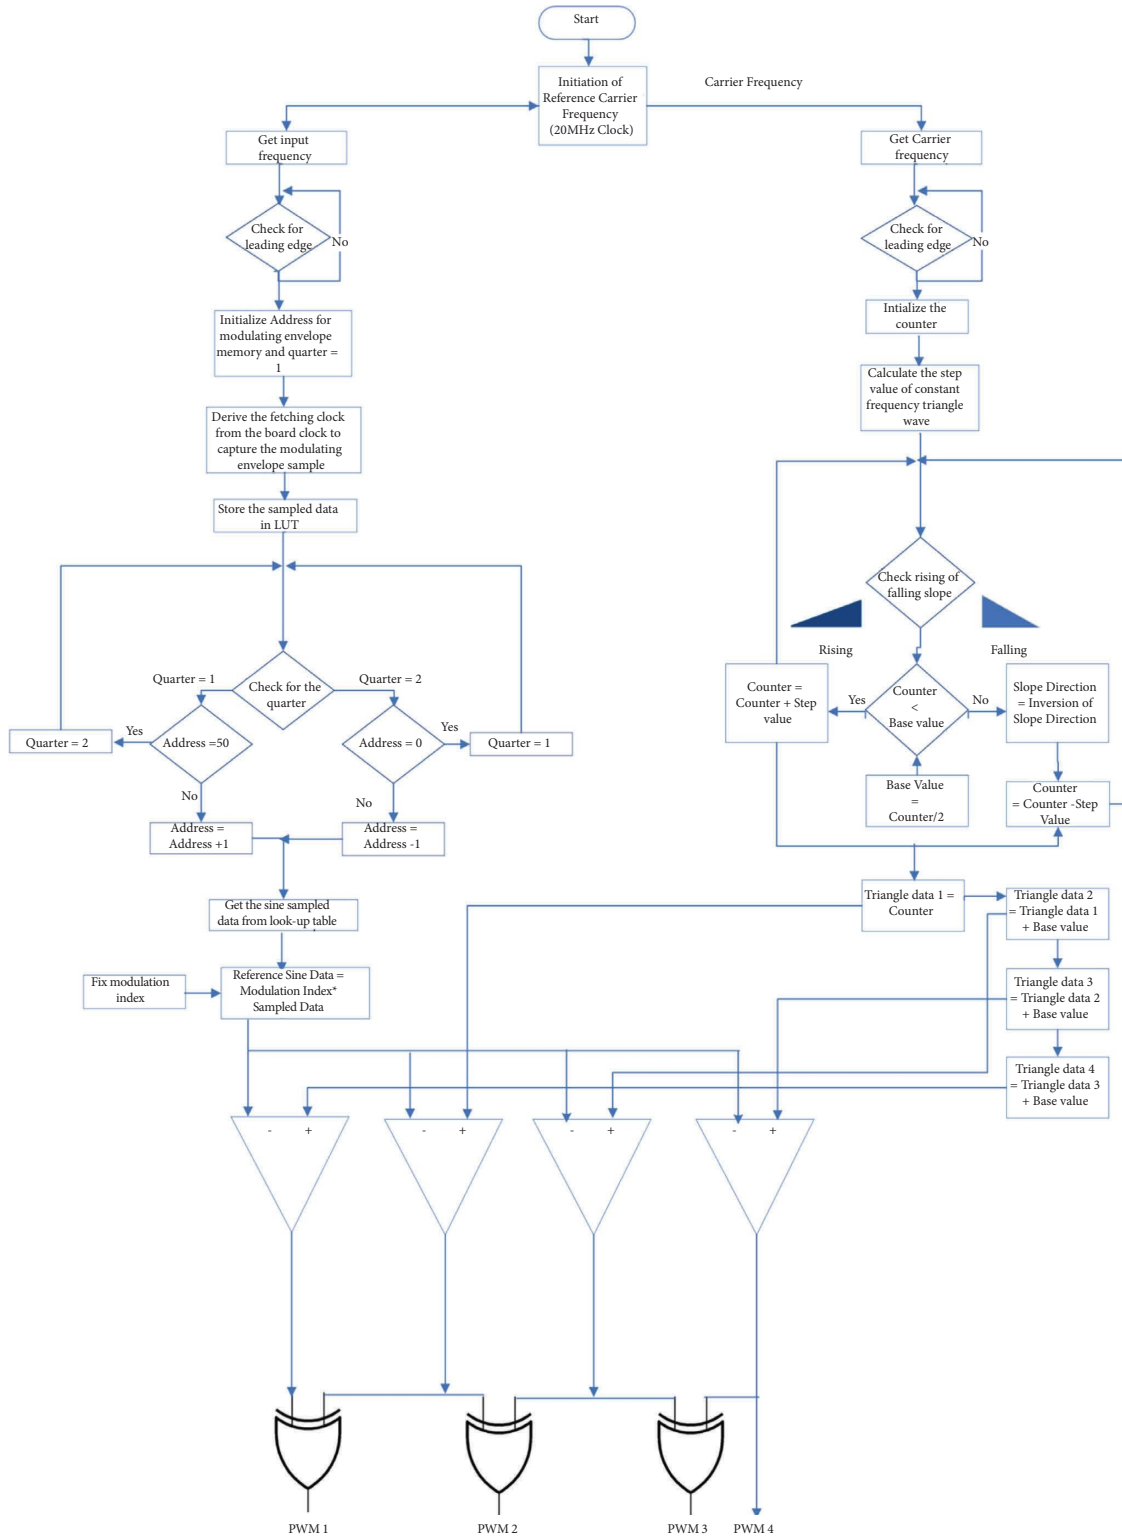 Start
Initiation of
Reference Carrier
Frequency
(20MHz Clock)
Carrier Frequency
Get input
frequency
Get Carrier
frequency
Check for
leading edge
No
Check for
leading edge
No
Initialize Address for
modulating envelope
memory and quarter =
1
Intialize the
counter
Derive the fetching clock
from the board clock to
capture the modulating
envelope sample
Calculate the step
value of constant
frequency triangle
wave
Store the sampled data
in LUT
Check rising of
falling slope
Rising
Falling
Quarter = 1
Quarter = 2
Check for the
quarter
Counter =
Counter + Step
value
Yes
Counter
<
Base value
No
Slope Direction
= Inversion of
Slope Direction
Quarter = 2
Yes
Address =50
Address = 0
Yes
Quarter = 1
No
No
Base Value
=
Counter/2
Counter
= Counter -Step
Value
Address =
Address +1
Address =
Address -1
Get the sine sampled
data from look-up table
Triangle data 1 =
Counter
Triangle data 2
= Triangle data 1
+ Base value
Fix modulation
index
Reference Sine Data =
Modulation Index*
Sampled Data
Triangle data 3
= Triangle data 2
+ Base value
Triangle data 4
= Triangle data 3
+ Base value
- +
- +
- +
- +
PWM 1
PWM 2
PWM 3
PWM 4